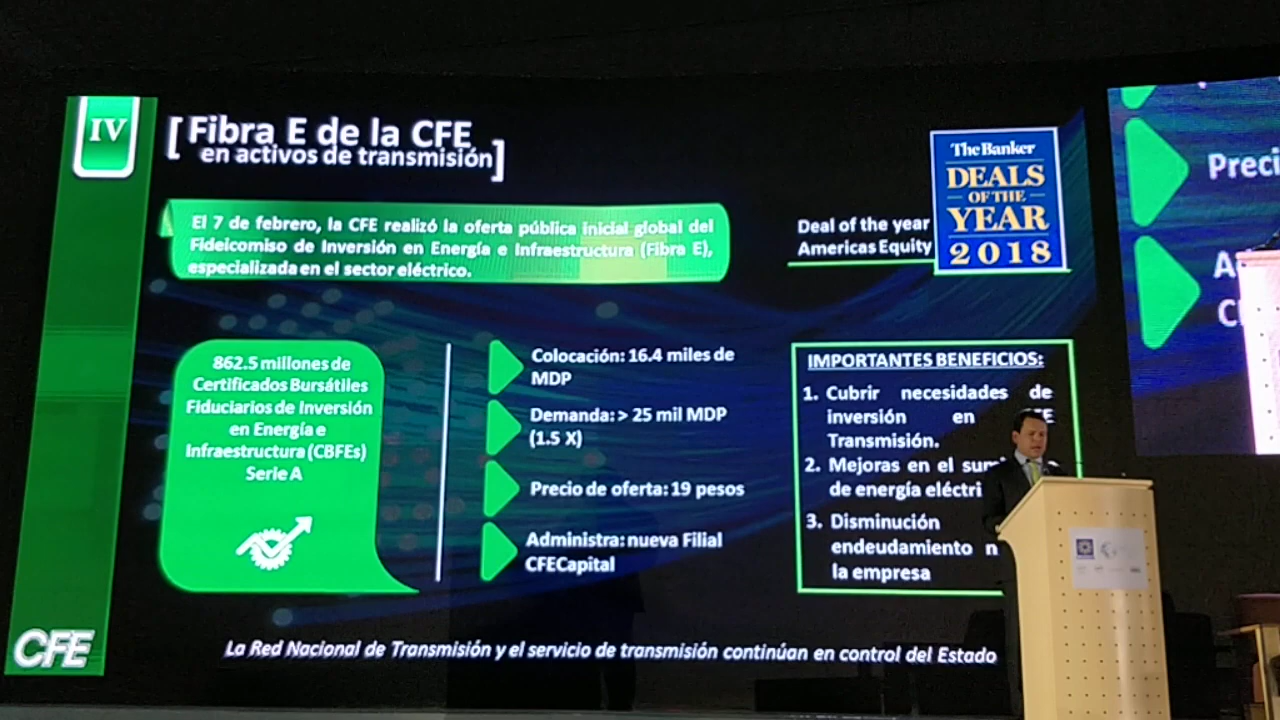 IV
[Fibra E de la CFE
en activos de transmisión]
El 7 de febrero, la CFE realizó la oferta pública inicial global del
Fideicomiso de Inversión en Energía e Infraestructura (Fibra E),
especializada en el sector eléctrico.
Deal of the year
Americas Equity
The Banker
DEALS
OF THE
YEAR
2018
862.5 millones de
Certificados Bursátiles
Fiduciarios de Inversión
en Energía e
Infraestructura (CBFEs)
Serie A
Colocación: 16.4 miles de
MDP
Demanda: > 25 mil MDP
(1.5 X)
Precio de oferta: 19 pesos
Administra: nueva Filial
CFECapital
IMPORTANTES BENEFICIOS:
1. Cubrir necesidades de
inversión en
Transmisión.
2. Mejoras en el
de energía
3. Disminución
endeudamiento
la empresa
CFE
La Red Nacional de Transmisión y el servicio de transmisión continúan en control del Estado